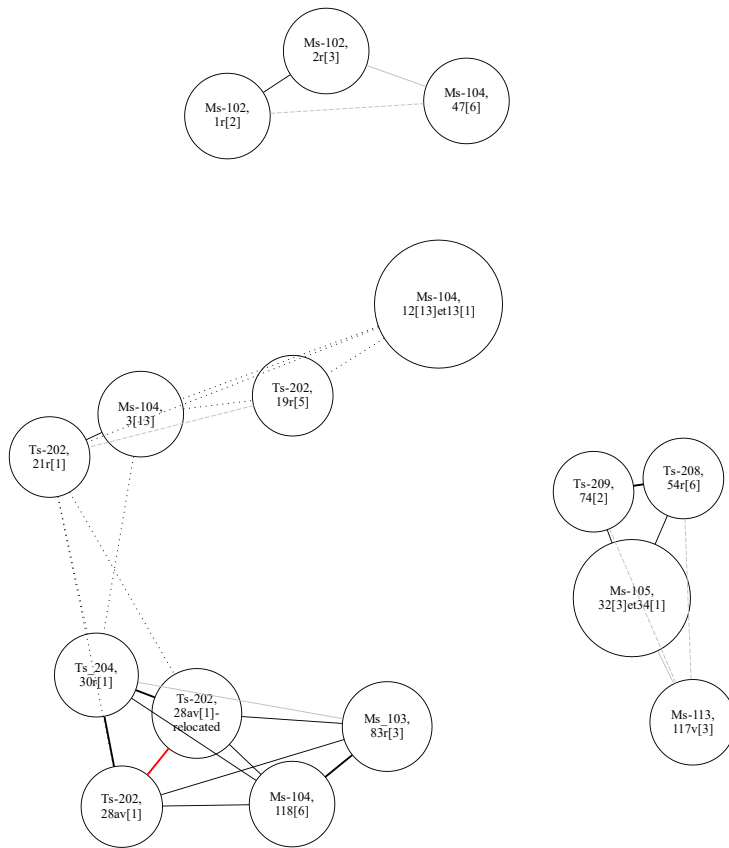 Ms-102,
2r[3]
Ms-102,
1r[2]
Ms-104,
47[6]
Ms-104,
12[13]et13[1]
Ts-202,
19r[5]
Ms-104,
3[13]
Ts-202,
21r[1]
Ts-209,
74[2]
Ts-208,
54r[6]
Ms-105,
32[3]et34[1]
Ms-113,
117v[3]
Ts_204,
30r[1]
Ts-202,
28av[1]-
relocated
Ms_103,
83r[3]
Ts-202,
28av[1]
Ms-104,
118[6]